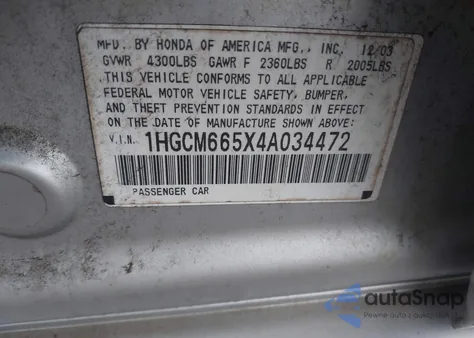 MFD. BY HONDA OF AMERICA MFG., INC. 12/03
GVWR 4300LBS GAWR F 2360LBS R 2005LBS
THIS VEHICLE CONFORMS TO ALL APPLICABLE
FEDERAL MOTOR VEHICLE SAFETY, BUMPER,
AND THEFT PREVENTION STANDARDS IN EFFECT
ON THE DATE OF MANUFACTURE SHOWN ABOVE:
V.I.N. 1HGCM665X4A034472
PASSENGER CAR
autoSnap
Pewne auta z